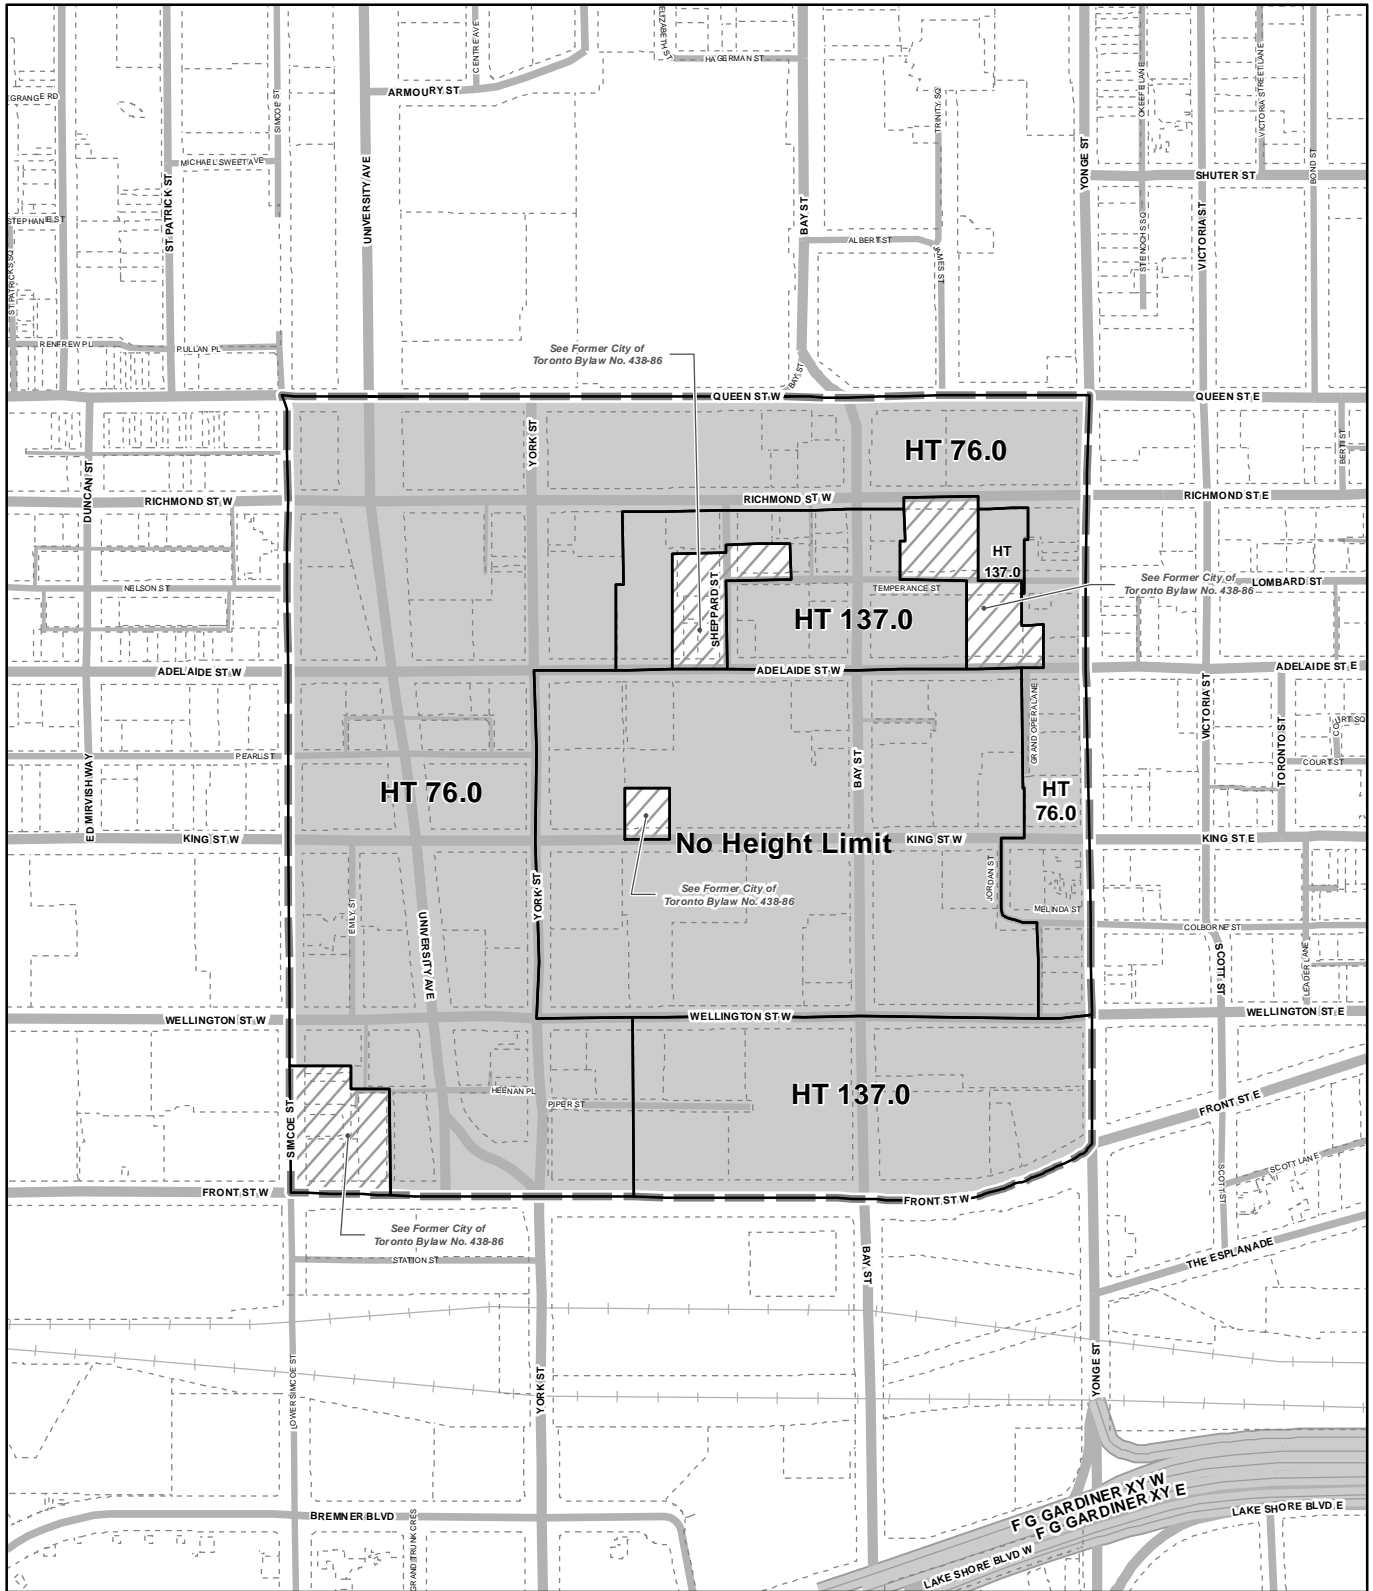 ELIZABETH ST
CENTRE AVE
HAGERMAN ST
GRANGE RD
ARMOURY ST
SIMCOE ST
TRINITY SQ
OKEEFE LANE
VICTORIA STREET LANE
MICHAEL SWEET AVE
UNIVERSITY AVE
YONGE ST
SHUTER ST
BOND ST
ST PATRICK ST
STEPHANIE ST
BAY ST
ALBERT ST
JAMES ST
ST ENOCHS SQ
VICTORIA ST
ST PATRICKS SQ
RENFREW PL
PULLAN PL
See Former City of
Toronto Bylaw No. 438-86
BAY ST
QUEEN ST W
QUEEN ST E
YORK ST
HT 76.0
BERTI ST
DUNCAN ST
RICHMOND ST W
RICHMOND ST W
RICHMOND ST E
HT
137.0
See Former City of
Toronto Bylaw No. 438-86
LOMBARD ST
NELSON ST
TEMPERANCE ST
SHEPPARD ST
HT 137.0
ADELAIDE ST W
ADELAIDE ST W
ADELAIDE ST E
GRAND OPERA LANE
VICTORIA ST
TORONTO ST
COURT SQ
PEARL ST
BAY ST
COURT ST
ED MIRVISH WAY
HT 76.0
HT
76.0
KING ST W
No Height Limit
KING ST W
KING ST E
See Former City of
Toronto Bylaw No. 438-86
JORDAN ST
YORK ST
EMILY ST
MELINDA ST
COLBORNE ST
UNIVERSITY AVE
SCOTT ST
LEADER LANE
WELLINGTON ST W
WELLINGTON ST W
WELLINGTON ST E
HEENAN PL
PIPER ST
HT 137.0
FRONT ST E
SIMCOE ST
SCOTT LANE
SCOTT ST
FRONT ST W
FRONT ST W
See Former City of
Toronto Bylaw No. 438-86
STATION ST
BAY ST
THE ESPLANADE
LOWER SIMCOE ST
YORK ST
YONGE ST
F G GARDINER XY W
F G GARDINER XY E
BREMNER BLVD
LAKE SHORE BLVD E
GRAND TRUNK CRES
LAKE SHORE BLVD W